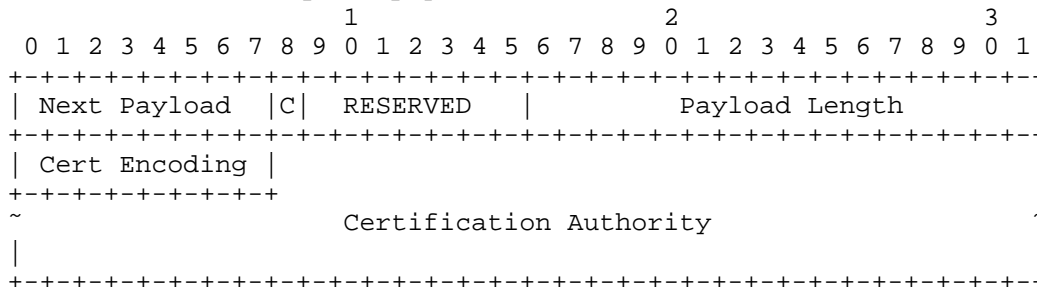 1                   2                   3
 0 1 2 3 4 5 6 7 8 9 0 1 2 3 4 5 6 7 8 9 0 1 2 3 4 5 6 7 8 9 0 1
+-+-+-+-+-+-+-+-+-+-+-+-+-+-+-+-+-+-+-+-+-+-+-+-+-+-+-+-+-+-+-+-
| Next Payload  |C|  RESERVED   |         Payload Length
+-+-+-+-+-+-+-+-+-+-+-+-+-+-+-+-+-+-+-+-+-+-+-+-+-+-+-+-+-+-+-+-
| Cert Encoding |
+-+-+-+-+-+-+-+-+
~                    Certification Authority                    ~
|
+-+-+-+-+-+-+-+-+-+-+-+-+-+-+-+-+-+-+-+-+-+-+-+-+-+-+-+-+-+-+-+-